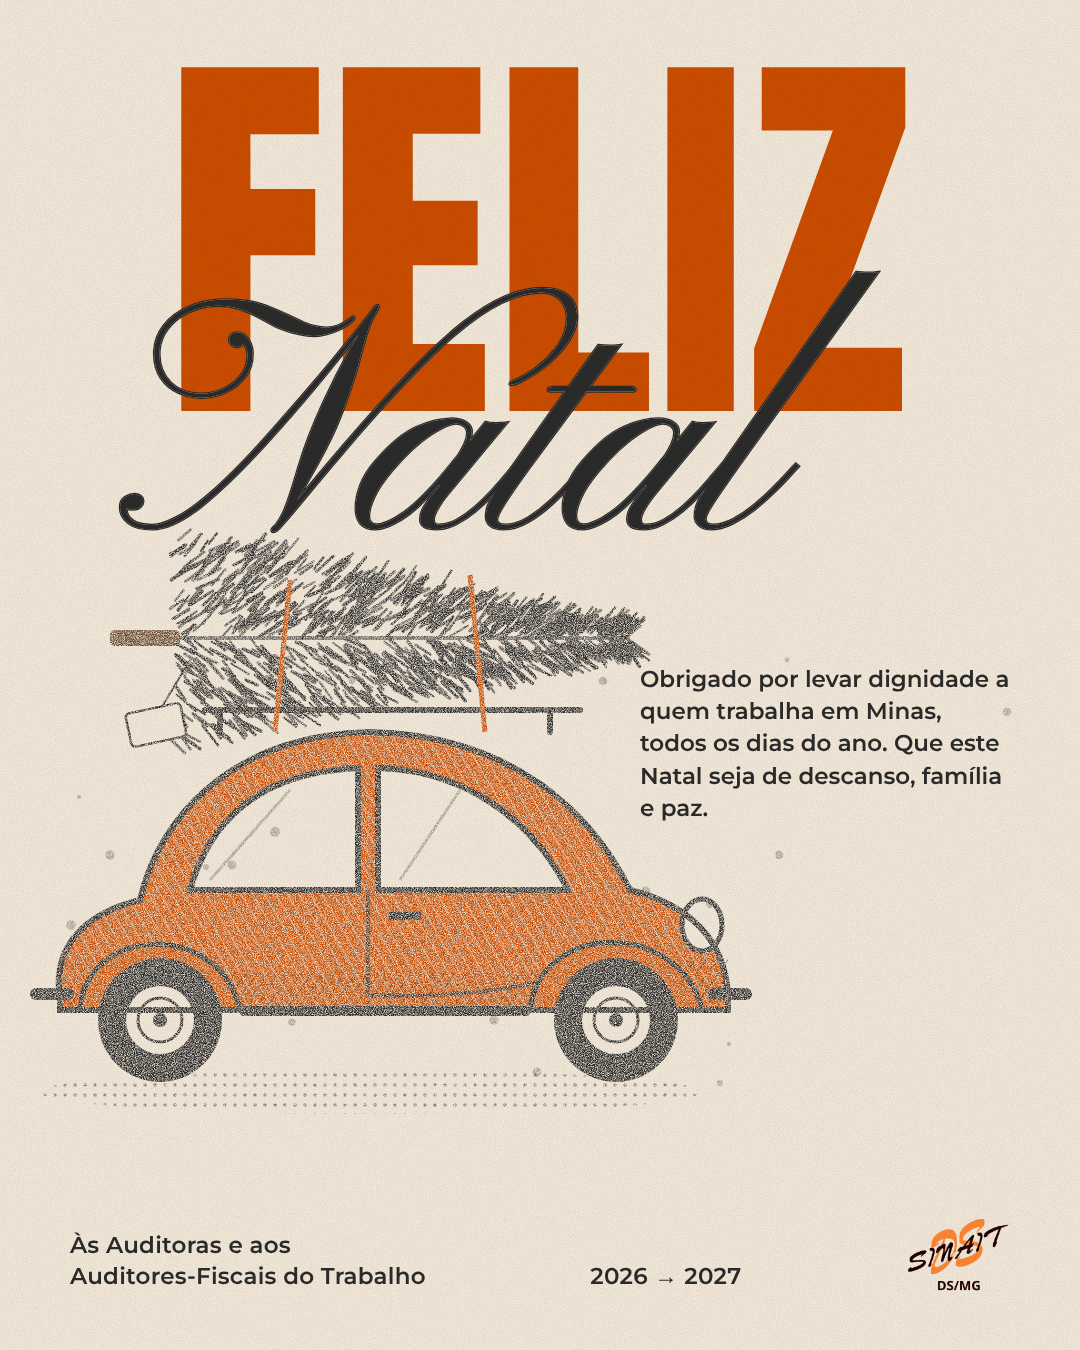 FELIZ
Natal
Obrigado por levar dignidade a
quem trabalha em Minas,
todos os dias do ano. Que este
Natal seja de descanso, família
e paz.
Às Auditoras e aos
Auditores-Fiscais do Trabalho
2026 → 2027
DS
SINAIT
DS/MG